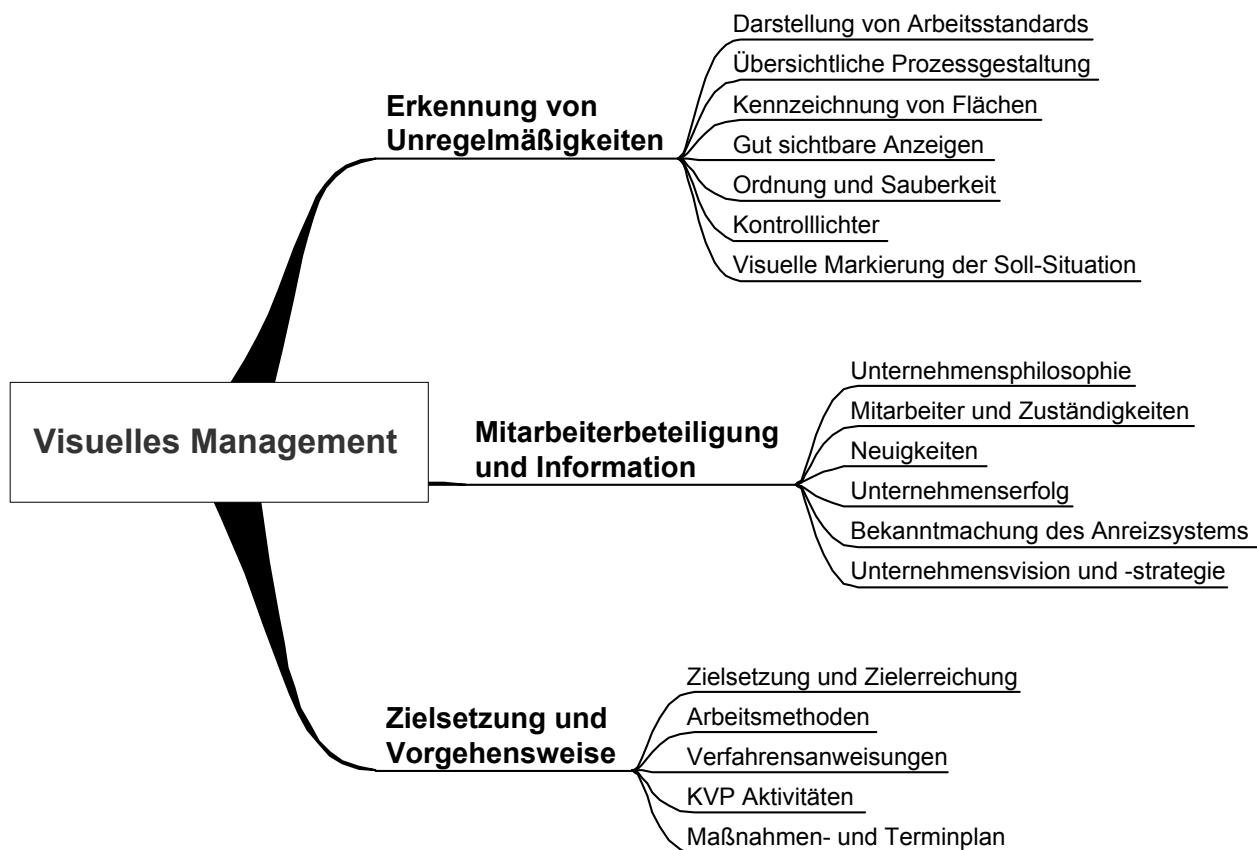 Visuelles Management
Erkennung von
Unregelmäßigkeiten
Darstellung von Arbeitsstandards
Übersichtliche Prozessgestaltung
Kennzeichnung von Flächen
Gut sichtbare Anzeigen
Ordnung und Sauberkeit
Kontrolllichter
Visuelle Markierung der Soll-Situation
Mitarbeiterbeteiligung
und Information
Unternehmensphilosophie
Mitarbeiter und Zuständigkeiten
Neuigkeiten
Unternehmenserfolg
Bekanntmachung des Anreizsystems
Unternehmensvision und -strategie
Zielsetzung und
Vorgehensweise
Zielsetzung und Zielerreichung
Arbeitsmethoden
Verfahrensanweisungen
KVP Aktivitäten
Maßnahmen- und Terminplan